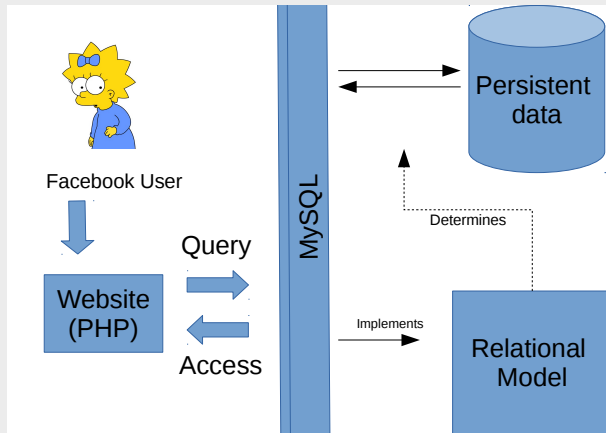 Persistent
data
Facebook User
MySQL
Determines
Query
Website
(PHP)
Implements
Access
Relational
Model